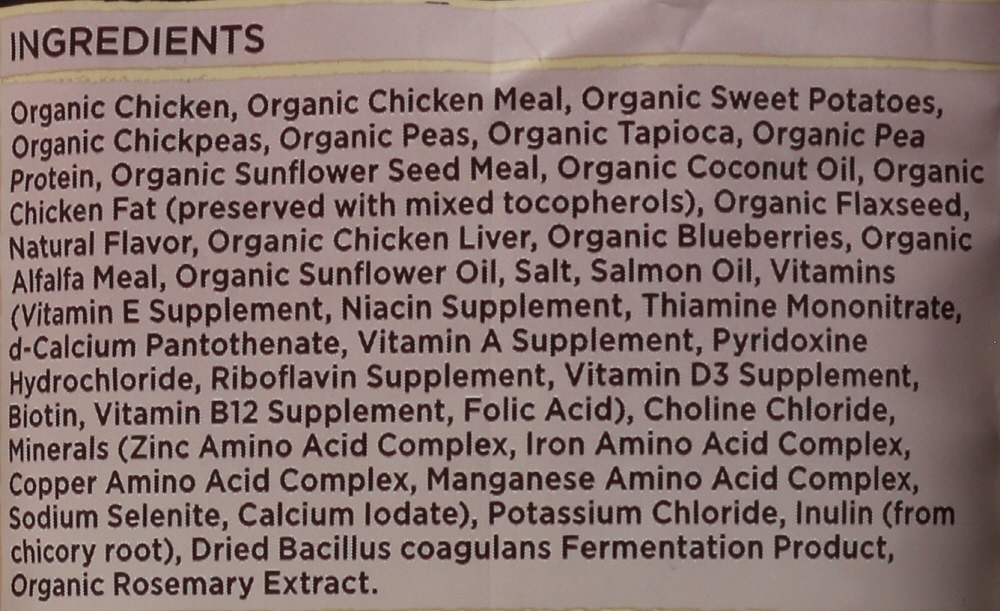 INGREDIENTS
Organic Chicken, Organic Chicken Meal, Organic Sweet Potatoes,
Organic Chickpeas, Organic Peas, Organic Tapioca, Organic Pea
Protein, Organic Sunflower Seed Meal, Organic Coconut Oil, Organic
Chicken Fat (preserved with mixed tocopherols), Organic Flaxseed,
Natural Flavor, Organic Chicken Liver, Organic Blueberries, Organic
Alfalfa Meal, Organic Sunflower Oil, Salt, Salmon Oil, Vitamins
(Vitamin E Supplement, Niacin Supplement, Thiamine Mononitrate,
d-Calcium Pantothenate, Vitamin A Supplement, Pyridoxine
Hydrochloride, Riboflavin Supplement, Vitamin D3 Supplement,
Biotin, Vitamin B12 Supplement, Folic Acid), Choline Chloride,
Minerals (Zinc Amino Acid Complex, Iron Amino Acid Complex,
Copper Amino Acid Complex, Manganese Amino Acid Complex,
Sodium Selenite, Calcium Iodate), Potassium Chloride, Inulin (from
chicory root), Dried Bacillus coagulans Fermentation Product,
Organic Rosemary Extract.